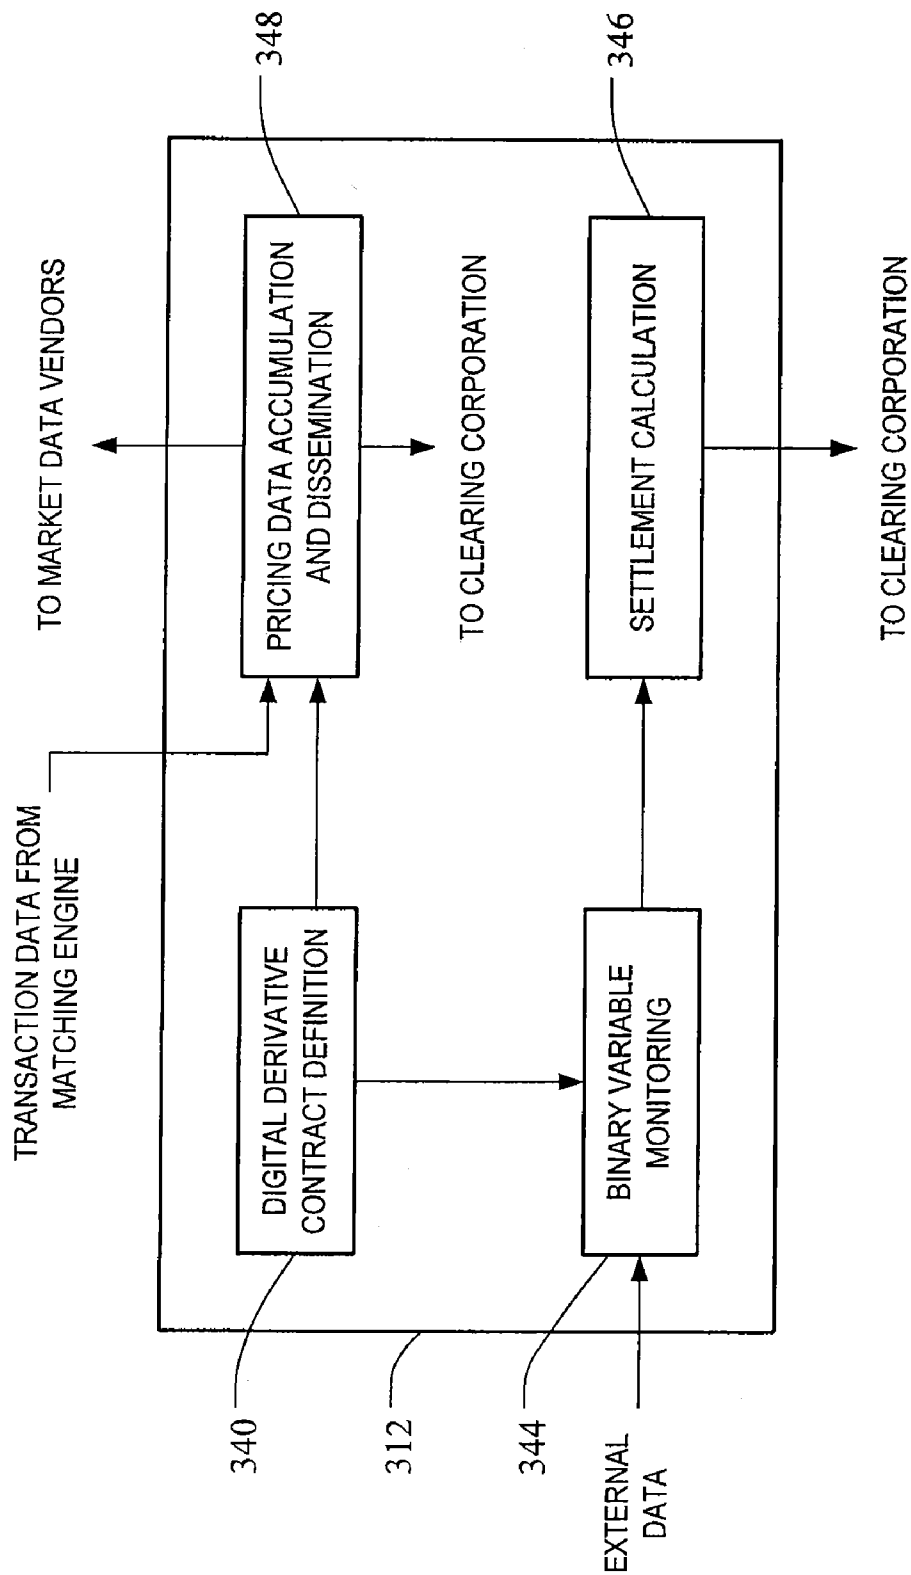 TRANSACTION DATA FROM
MATCHING ENGINE
TO MARKET DATA VENDORS
348
340
DIGITAL DERIVATIVE
CONTRACT DEFINITION
PRICING DATA ACCUMULATION
AND DISSEMINATION
312
TO CLEARING CORPORATION
344
EXTERNAL
DATA
BINARY VARIABLE
MONITORING
SETTLEMENT CALCULATION
346
TO CLEARING CORPORATION